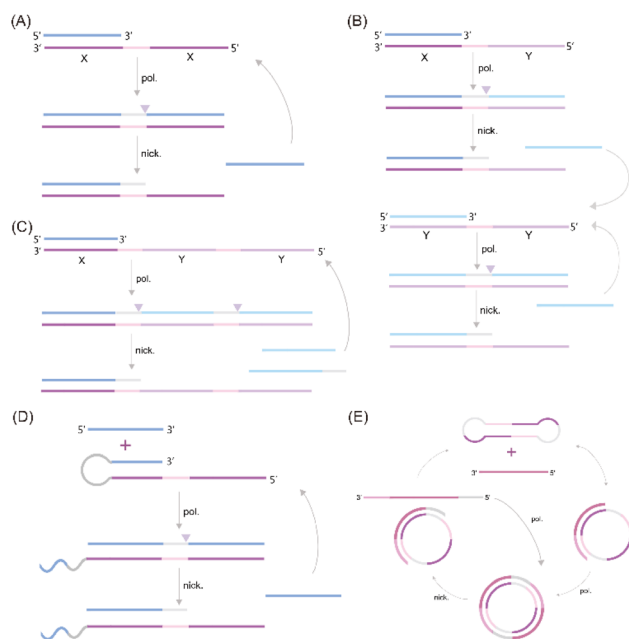 (A)
5' 3'
3' 5'
X X
pol.
nick.
(B)
5' 3'
3' 5'
X Y
pol.
nick.
5' 3'
3' 5'
Y Y
pol.
nick.
(C)
5' 3'
3' 5'
X Y Y
pol.
nick.
(D)
5' 3'
+
3'
5'
pol.
nick.
(E)
+
3' 5'
3' 5'
pol.
nick.
pol.